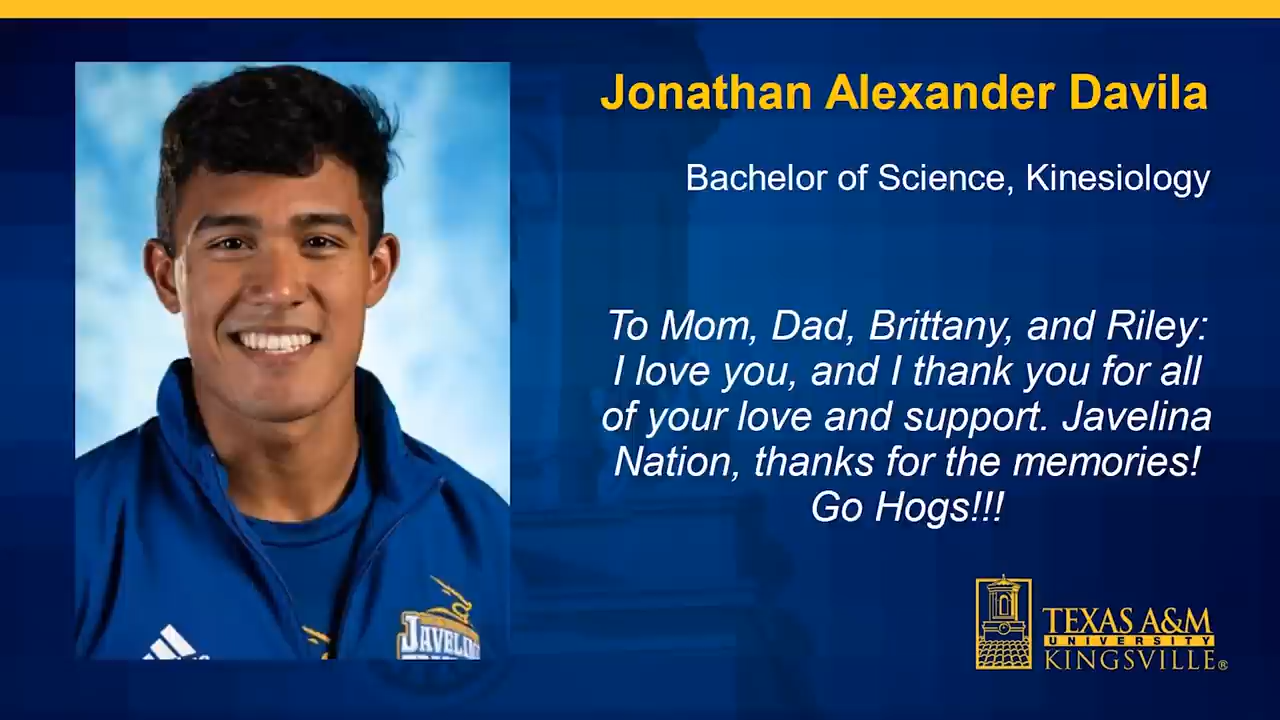 Jonathan Alexander Davila
Bachelor of Science, Kinesiology
To Mom, Dad, Brittany, and Riley:
I love you, and I thank you for all
of your love and support. Javelina
Nation, thanks for the memories!
Go Hogs!!!
TEXAS A&M
UNIVERSITY
KINGSVILLE®